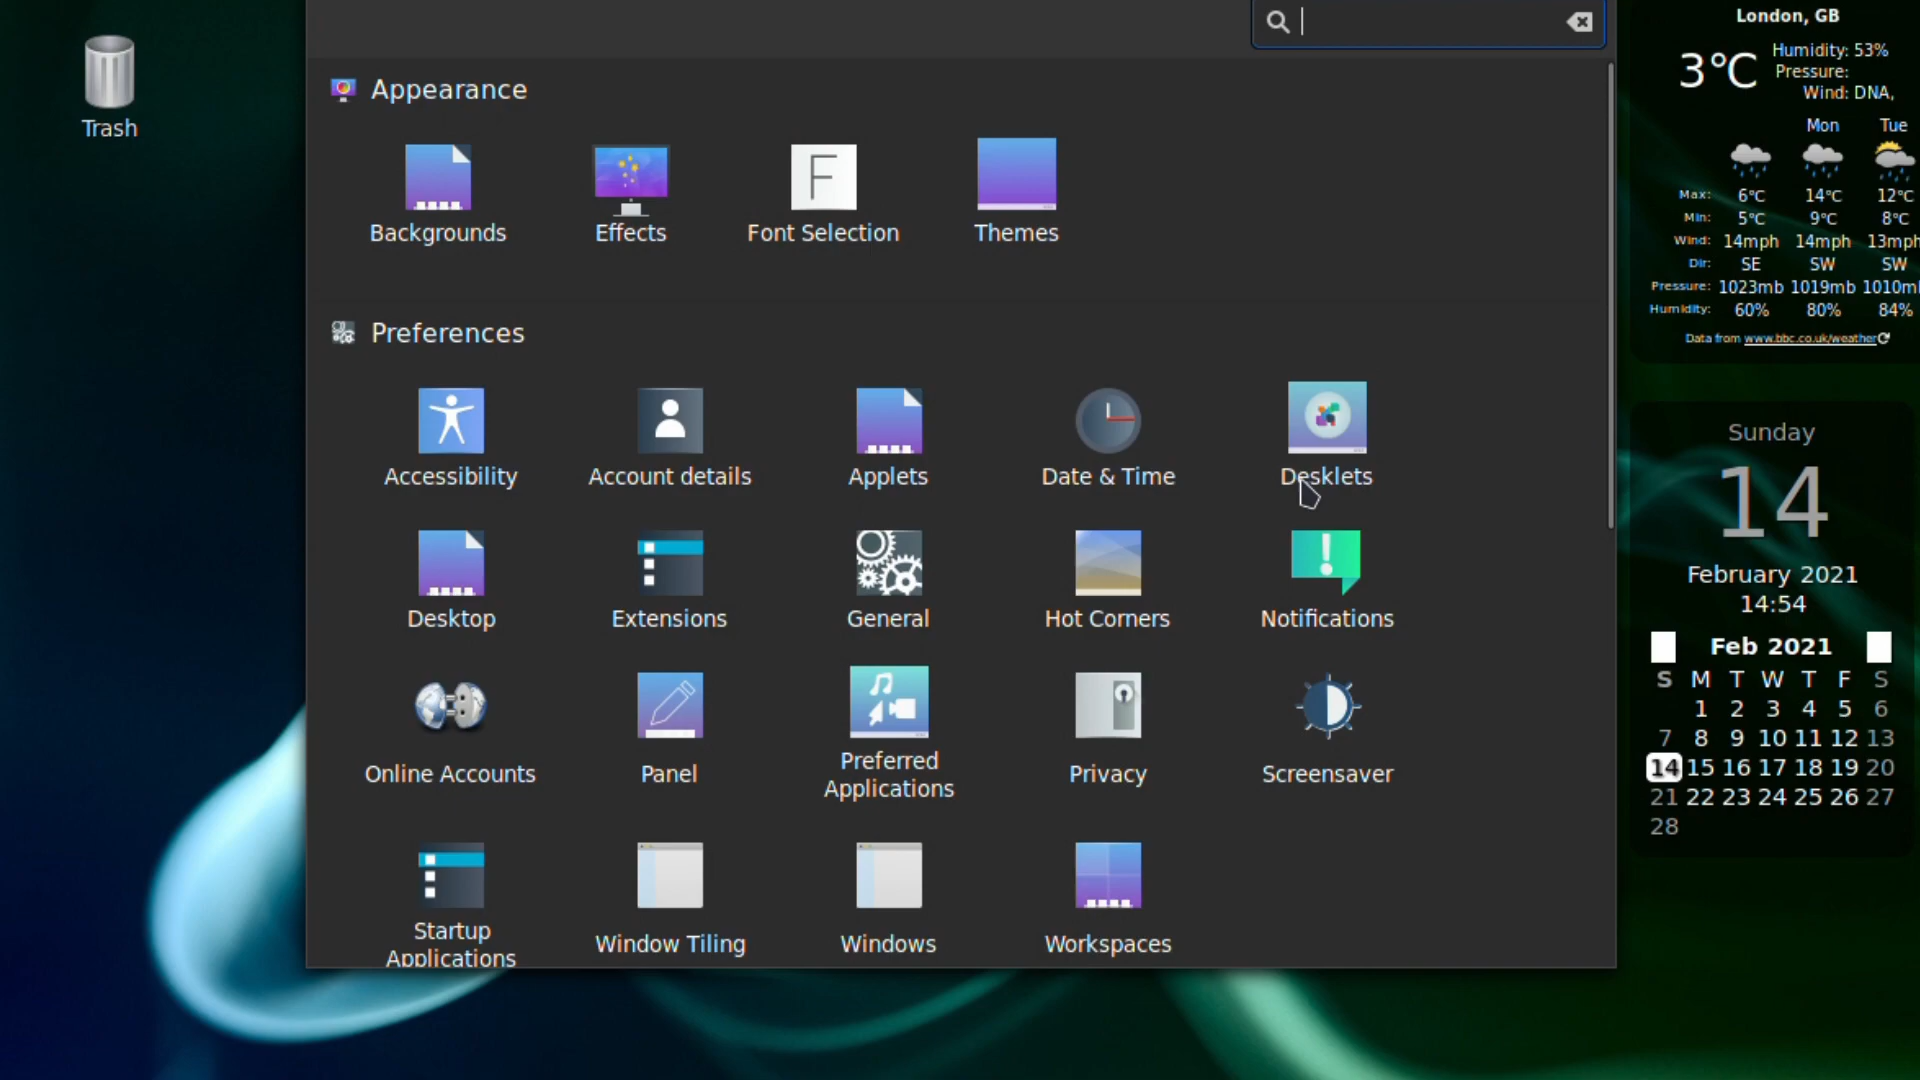 Trash
Appearance
Backgrounds
Effects
F
Font Selection
Themes
Preferences
Accessibility
Account details
Applets
Date & Time
Desklets
Desktop
Extensions
General
Hot Corners
Notifications
Online Accounts
Panel
Preferred
Applications
Privacy
Screensaver
Startup
Applications
Window Tiling
Windows
Workspaces
London, GB
3°C
Humidity: 53%
Pressure:
Wind: DNA,
Mon Tue
Max: 6°C 14°C 12°C
Min: 5°C 9°C 8°C
Wind: 14mph 14mph 13mph
Dir: SE SW SW
Pressure: 1023mb 1019mb 1010m
Humidity: 60% 80% 84%
Data from www.bbc.co.uk/weather
Sunday
14
February 2021
14:54
Feb 2021
S M T W T F S
1 2 3 4 5 6
7 8 9 10 11 12 13
14 15 16 17 18 19 20
21 22 23 24 25 26 27
28